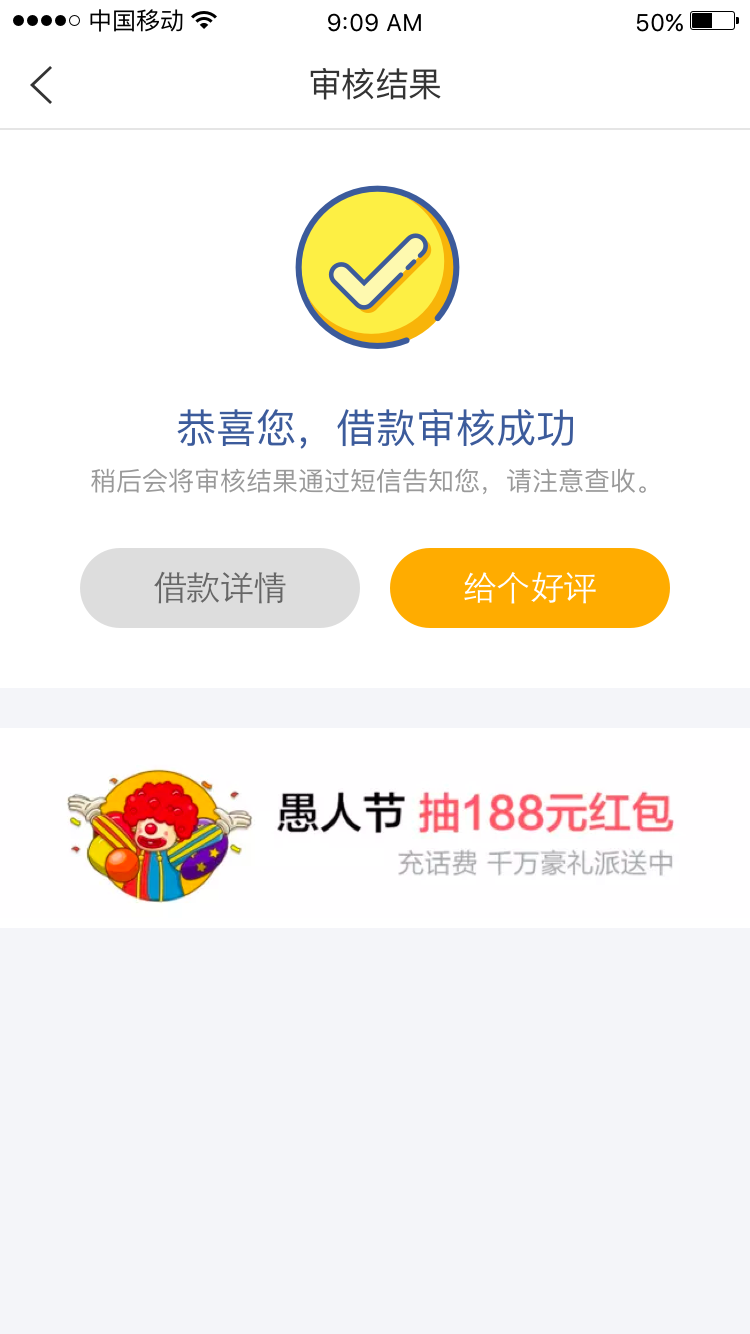 中国移动 9:09 AM 50%
审核结果
恭喜您，借款审核成功
稍后会将审核结果通过短信告知您，请注意查收。
借款详情 给个好评
愚人节 抽188元红包
充话费 千万豪礼派送中